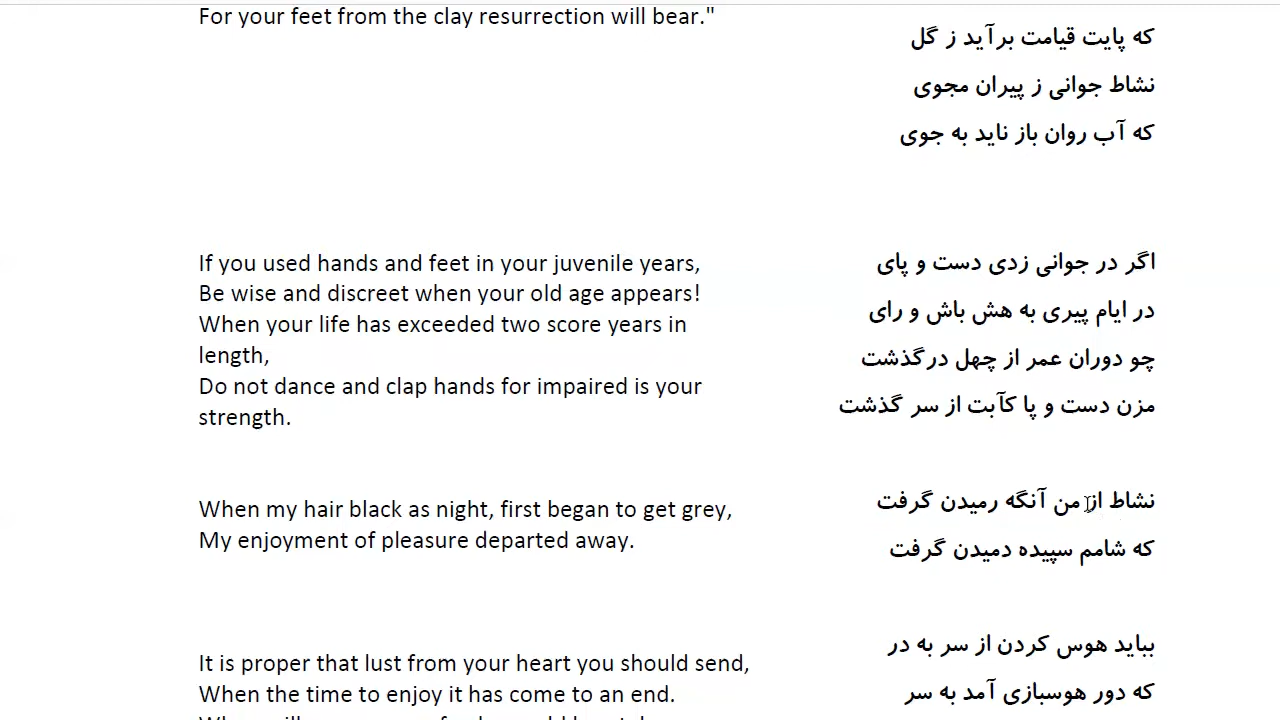 For your feet from the clay resurrection will bear."
که پایت قیامت برآید ز گل
نشاط جوانی ز پیران مجوی
که آب روان باز ناید به جوی
If you used hands and feet in your juvenile years,
Be wise and discreet when your old age appears!
When your life has exceeded two score years in
length,
Do not dance and clap hands for impaired is your
strength.
اگر در جوانی زدی دست و پای
در ایام پیری به هش باش و رای
چو دوران عمر از چهل درگذشت
مزن دست و پا کآبت از سر گذشت
When my hair black as night, first began to get grey,
My enjoyment of pleasure departed away.
نشاط از من آنگه رمیدن گرفت
که شامم سپیده دمیدن گرفت
It is proper that lust from your heart you should send,
When the time to enjoy it has come to an end.
بباید هوس کردن از سر به در
که دور هوسبازی آمد به سر